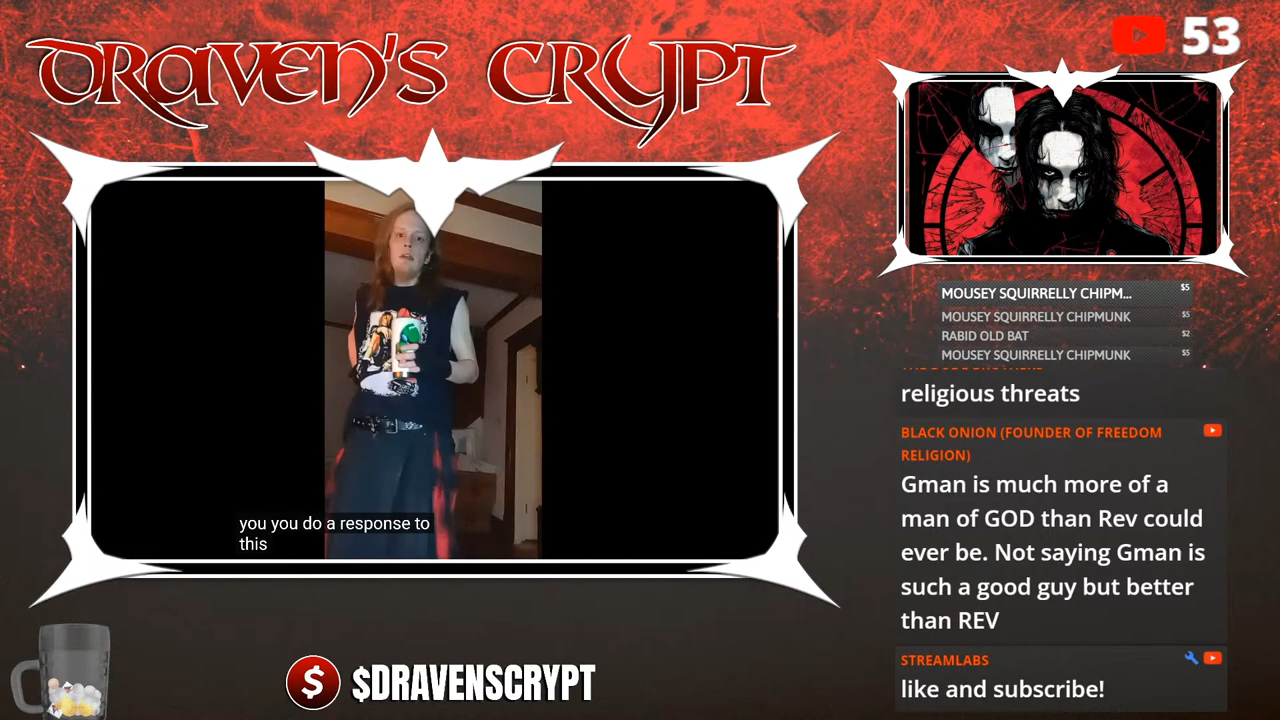 DRAVEN'S CRYPT
53
MOUSEY SQUIRRELLY CHIPM... $5
MOUSEY SQUIRRELLY CHIPMUNK $5
RABID OLD BAT $2
MOUSEY SQUIRRELLY CHIPMUNK $5
religious threats
BLACK ONION (FOUNDER OF FREEDOM
RELIGION)
Gman is much more of a
man of GOD than Rev could
ever be. Not saying Gman is
such a good guy but better
than REV
STREAMLABS
like and subscribe!
you you do a response to
this
$ $DRAVENSCRYPT